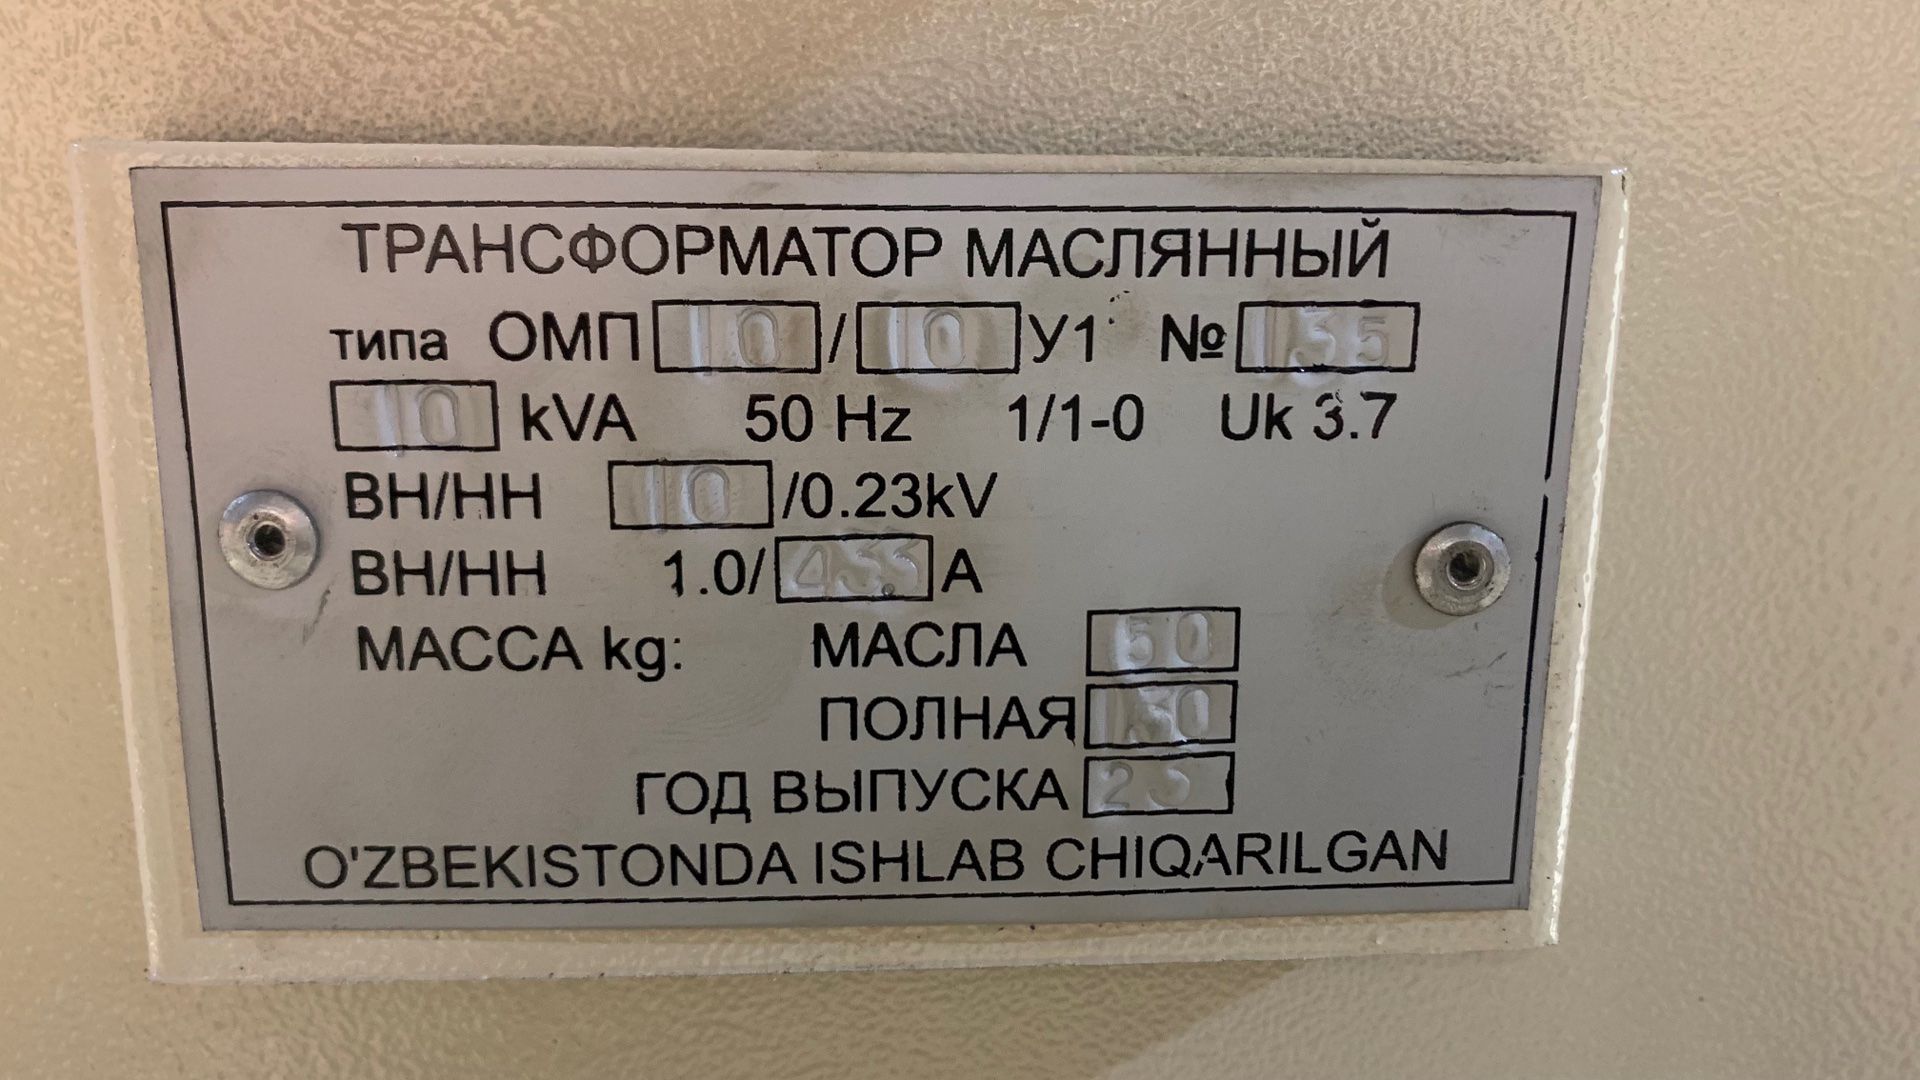 ТРАНСФОРМАТОР МАСЛЯННЫЙ
типа ОМП 10/10 У1 № 135
10 kVA 50 Hz 1/1-0 Uk 3.7
ВН/НН 10/0.23kV
ВН/НН 1.0/43.3 А
МАССА kg: МАСЛА 50
ПОЛНАЯ
ГОД ВЫПУСКА
O'ZBEKISTONDA ISHLAB CHIQARILGAN